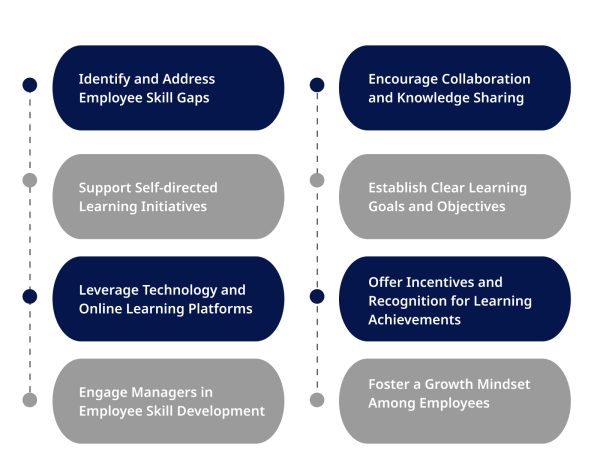 Identify and Address
Employee Skill Gaps
Support Self-directed
Learning Initiatives
Leverage Technology and
Online Learning Platforms
Engage Managers in
Employee Skill Development
Encourage Collaboration
and Knowledge Sharing
Establish Clear Learning
Goals and Objectives
Offer Incentives and
Recognition for Learning
Achievements
Foster a Growth Mindset
Among Employees